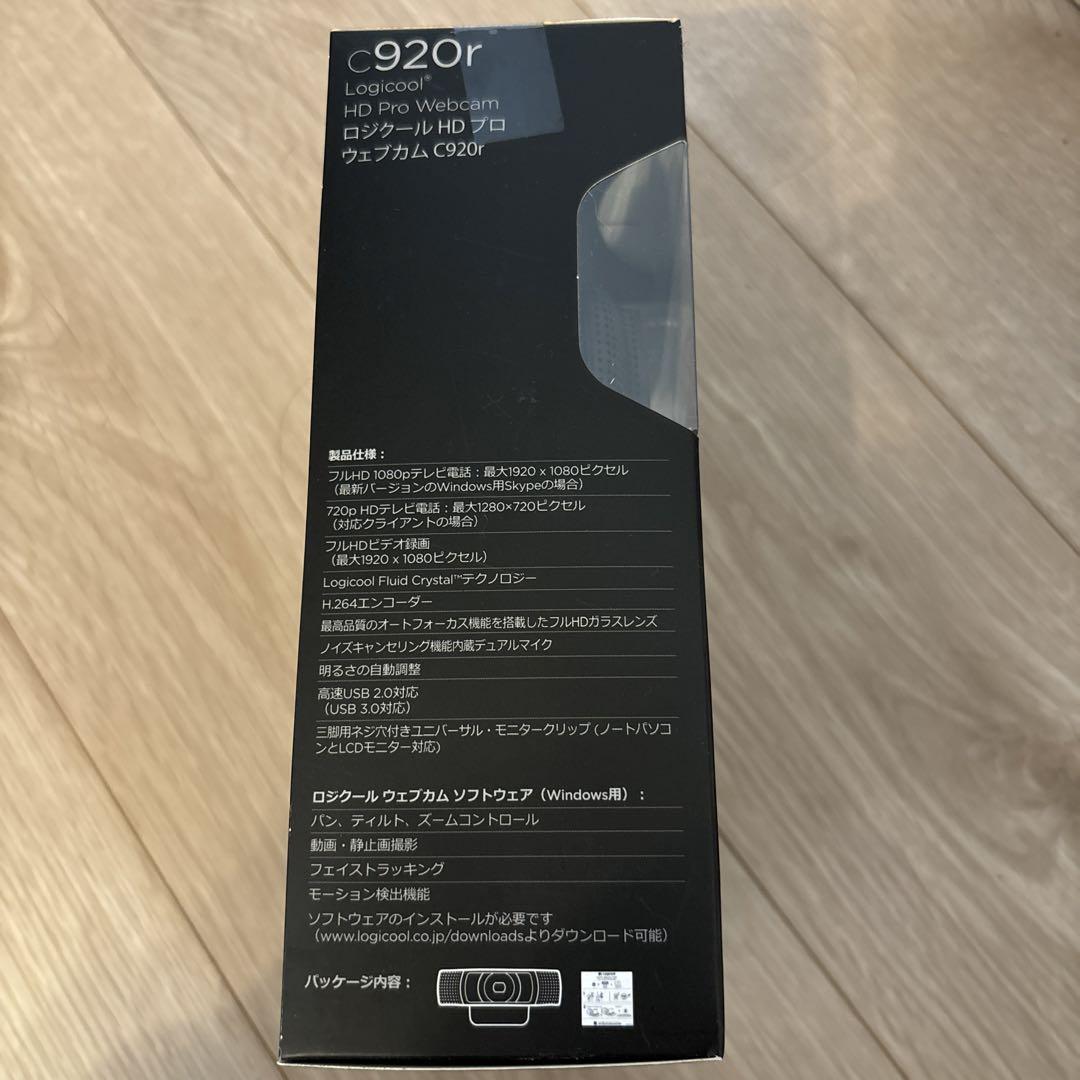 C920r
Logicool®
HD Pro Webcam
ロジクール HD プロ
ウェブカム C920r
製品仕様：
フルHD 1080pテレビ電話：最大1920 x 1080ピクセル
（最新バージョンのWindows用Skypeの場合）
720p HDテレビ電話：最大1280×720ピクセル
（対応クライアントの場合）
フルHDビデオ録画
（最大1920 x 1080ピクセル）
Logicool Fluid Crystal™テクノロジー
H.264エンコーダー
最高品質のオートフォーカス機能を搭載したフルHDガラスレンズ
ノイズキャンセリング機能内蔵デュアルマイク
明るさの自動調整
高速USB 2.0対応
（USB 3.0対応）
三脚用ネジ穴付きユニバーサル・モニタークリップ (ノートパソコ
ンとLCDモニター対応)
ロジクール ウェブカム ソフトウェア（Windows用）：
パン、ティルト、ズームコントロール
動画・静止画撮影
フェイストラッキング
モーション検出機能
ソフトウェアのインストールが必要です
（www.logicool.co.jp/downloadsよりダウンロード可能）
パッケージ内容：